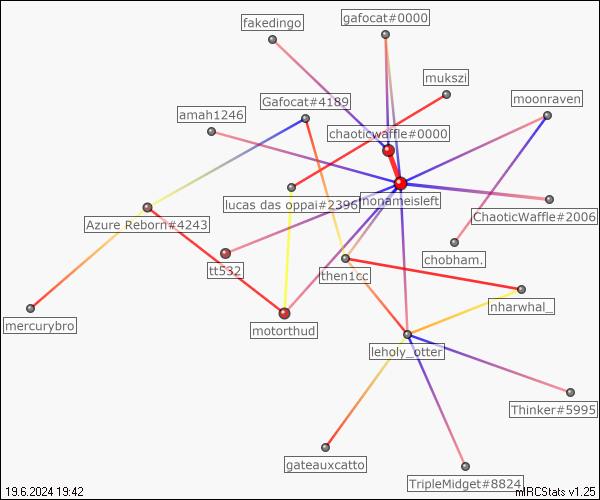 gafocat#0000
fakedingo
mukszi
Gafocat#4189
moonraven
amah1246
chaoticwaffle#0000
nonameisleft
lucas das oppai#2396
ChaoticWaffle#2006
Azure Reborn#4243
chobham.
tt532
then1cc
nharwhal_
mercurybro
motorthud
leholy_otter
Thinker#5995
gateauxcatto
TripleMidget#8824
19.6.2024 19:42
mIRCStats v1.25